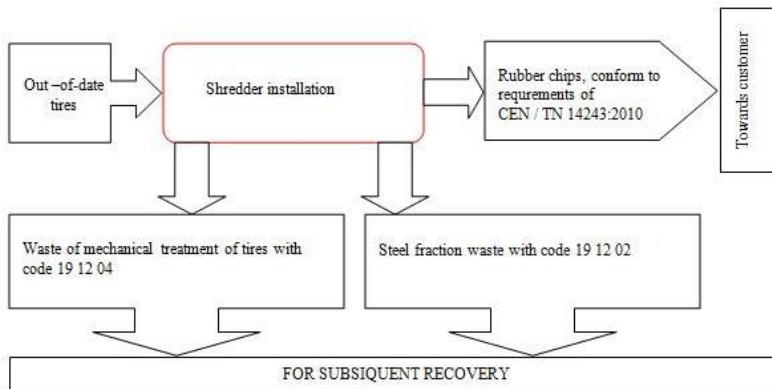 Out –of-date
tires
Shredder installation
Rubber chips, conform to
requrements of
CEN / TN 14243:2010
Towards customer
Waste of mechanical treatment of tires with
code 19 12 04
Steel fraction waste with code 19 12 02
FOR SUBSIQUENT RECOVERY